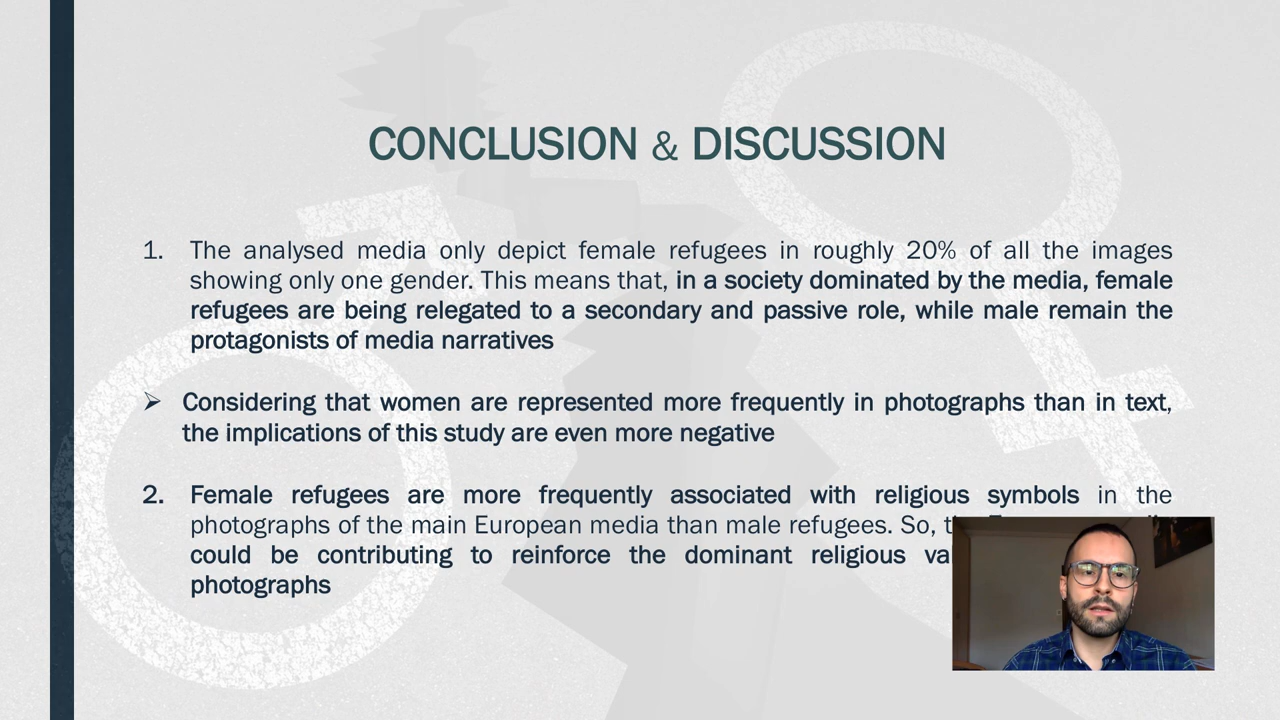 CONCLUSION & DISCUSSION
1. The analysed media only depict female refugees in roughly 20% of all the images
showing only one gender. This means that, in a society dominated by the media, female
refugees are being relegated to a secondary and passive role, while male remain the
protagonists of media narratives
➢ Considering that women are represented more frequently in photographs than in text,
the implications of this study are even more negative
2. Female refugees are more frequently associated with religious symbols in the
photographs of the main European media than male refugees. So,
could be contributing to reinforce the dominant religious
photographs